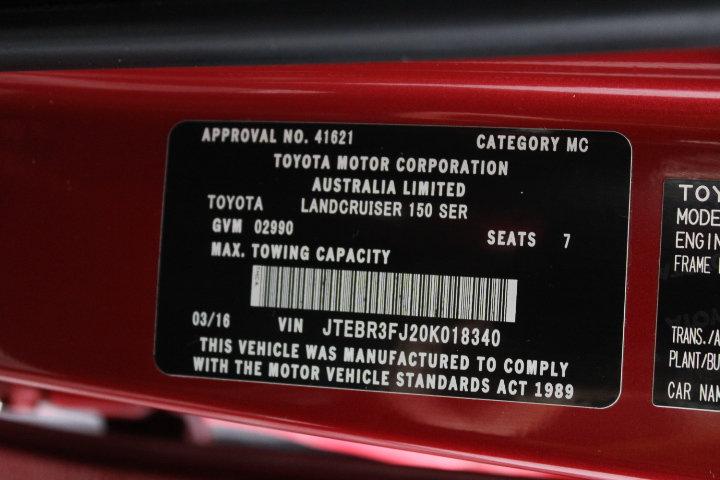 APPROVAL NO. 41621 CATEGORY MC
TOYOTA MOTOR CORPORATION
AUSTRALIA LIMITED
TOYOTA LANDCRUISER 150 SER
GVM 02990
SEATS 7
MAX. TOWING CAPACITY
03/16 VIN JTEBR3FJ20K018340
THIS VEHICLE WAS MANUFACTURED TO COMPLY
WITH THE MOTOR VEHICLE STANDARDS ACT 1989
TOY
MODE
ENGIN
FRAME
TRANS./A
PLANT/BU
CAR NAM